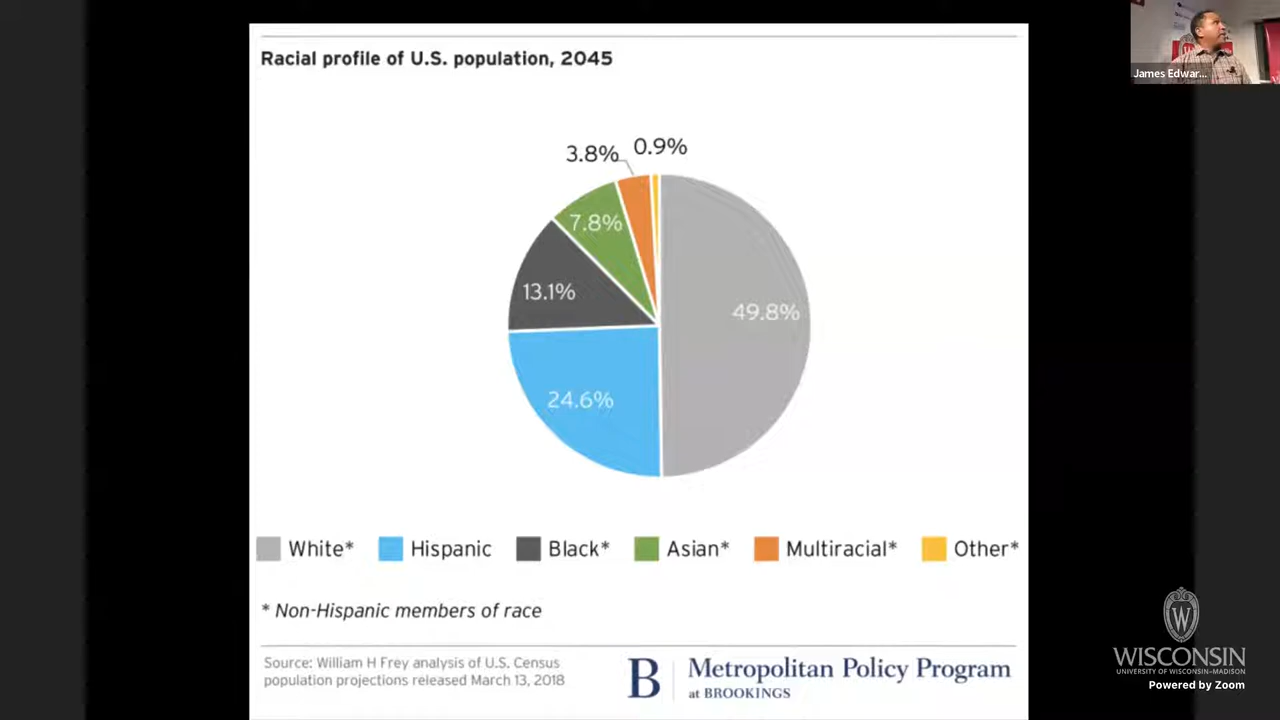 Racial profile of U.S. population, 2045
3.8%
0.9%
7.8%
13.1%
49.8%
24.6%
White*
Hispanic
Black*
Asian*
Multiracial*
Other*
* Non-Hispanic members of race
Source: William H Frey analysis of U.S. Census
population projections released March 13, 2018
B
Metropolitan Policy Program
at BROOKINGS
James Edwar...
W
WISCONSIN
UNIVERSITY OF WISCONSIN–MADISON
Powered by Zoom